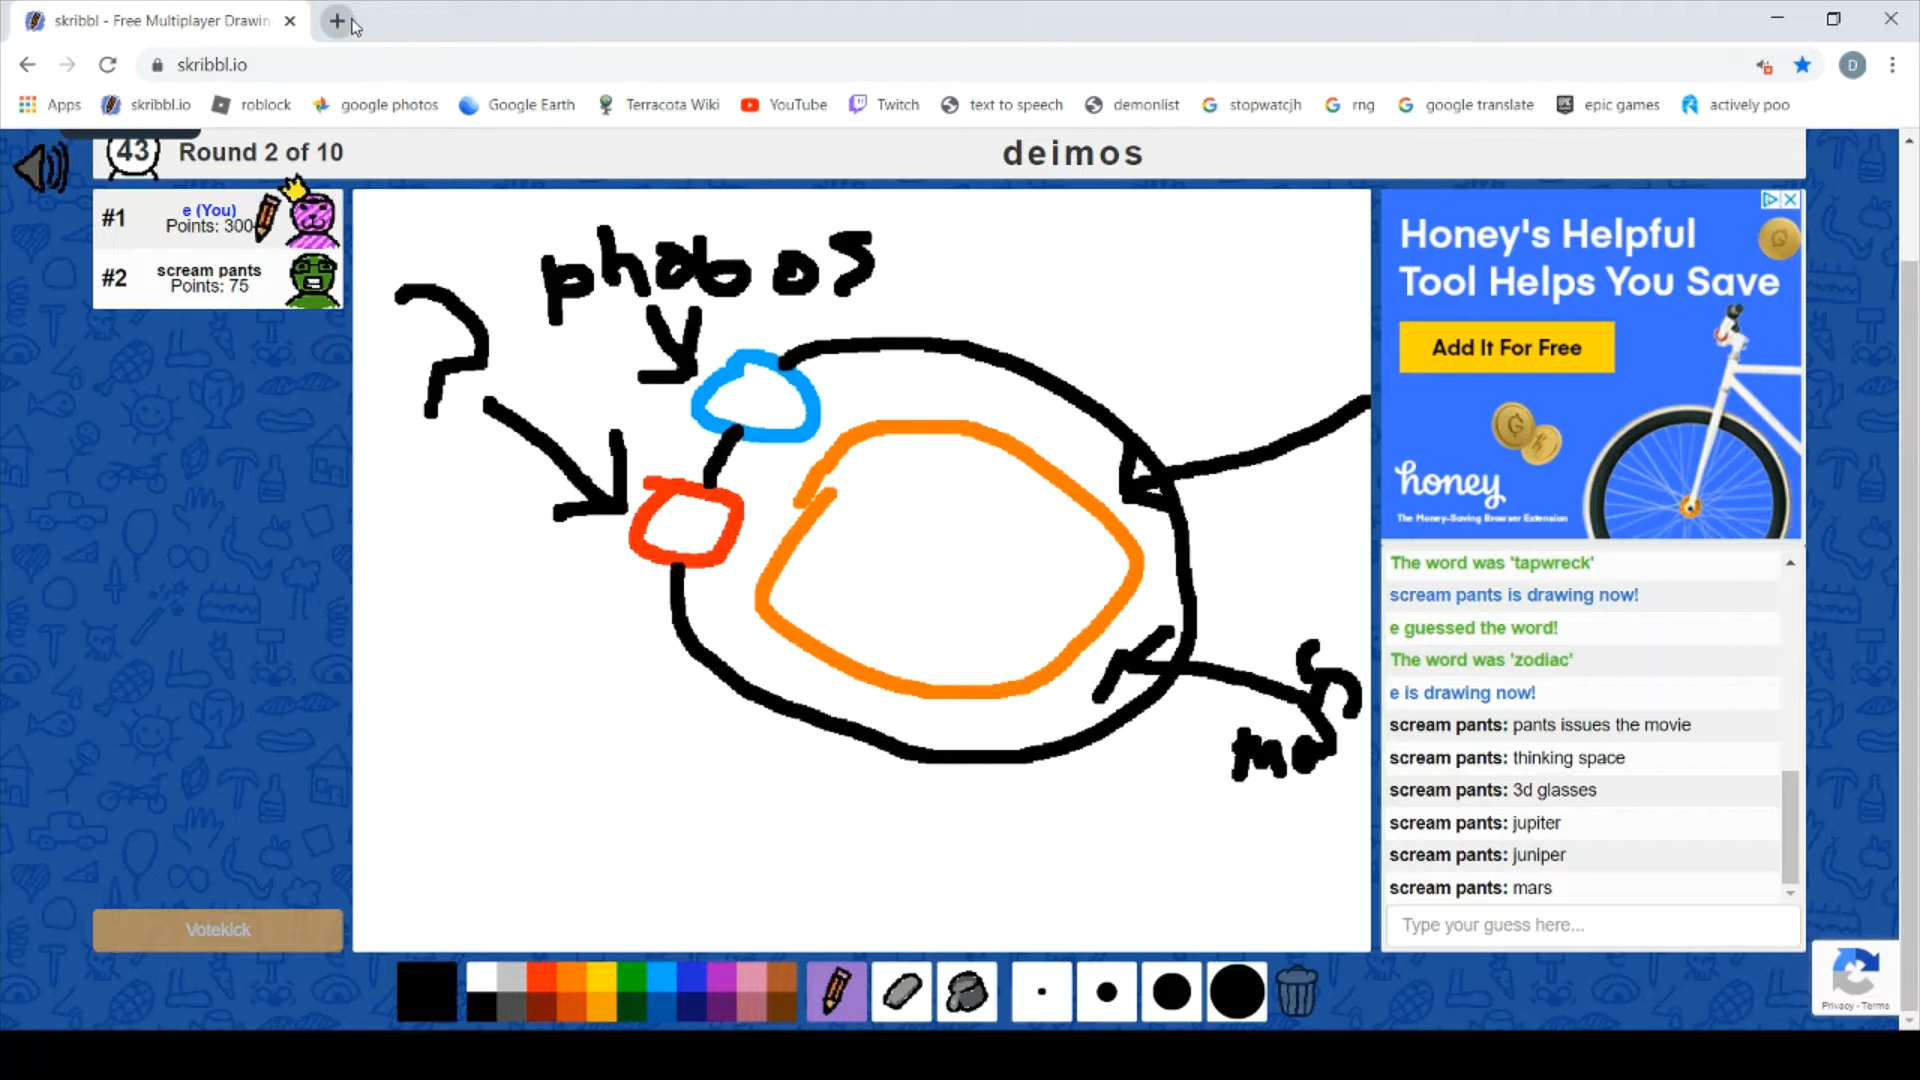 skribbl - Free Multiplayer Drawin
skribbl.io
D
Apps skribbl.io roblock google photos Google Earth Terracota Wiki YouTube Twitch text to speech demonlist stopwatcjh rng google translate epic games actively poo
43 Round 2 of 10 deimos
#1 e (You)
Points: 300
#2 scream pants
Points: 75
phobos
?
mars
Honey's Helpful
Tool Helps You Save
Add It For Free
honey
The Money-Saving Browser Extension
The word was 'tapwreck'
scream pants is drawing now!
e guessed the word!
The word was 'zodiac'
e is drawing now!
scream pants: pants issues the movie
scream pants: thinking space
scream pants: 3d glasses
scream pants: jupiter
scream pants: juniper
scream pants: mars
Type your guess here...
Votekick
Privacy - Terms